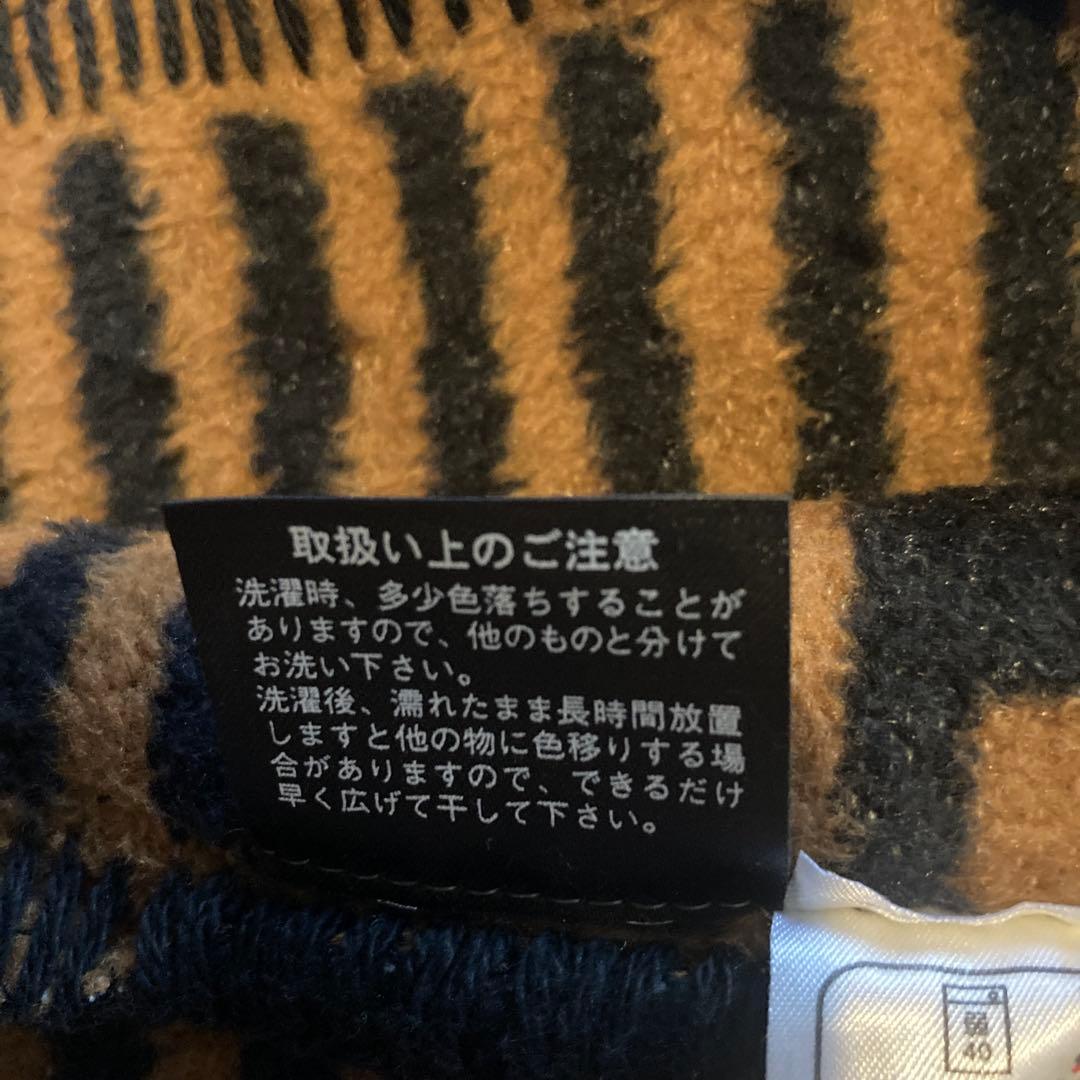 取扱い上のご注意
洗濯時、多少色落ちすることが
ありますので、他のものと分けて
お洗い下さい。
洗濯後、濡れたまま長時間放置
しますと他の物に色移りする場
合がありますので、できるだけ
早く広げて干して下さい。
弱
40